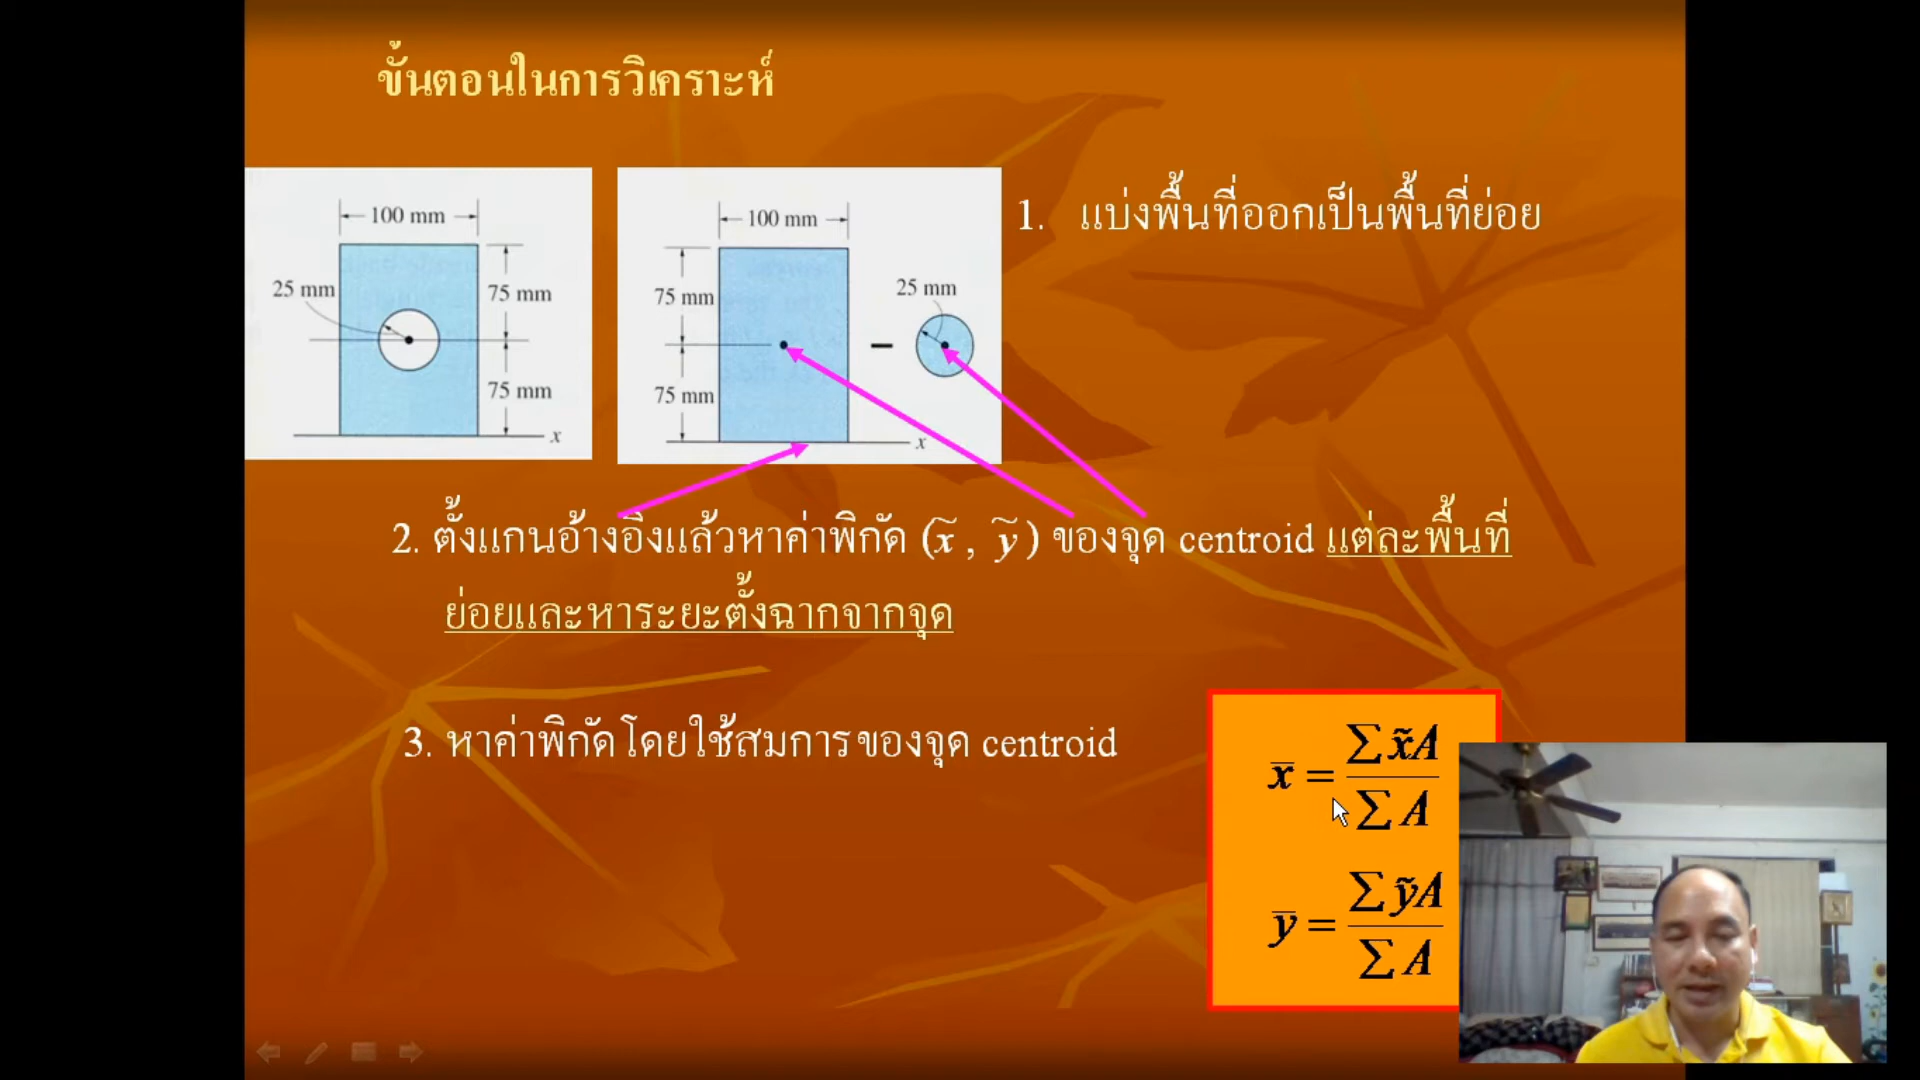 ขั้นตอนในการวิเคราะห์
100 mm
25 mm
75 mm
75 mm
x
100 mm
75 mm
25 mm
75 mm
x
1. แบ่งพื้นที่ออกเป็นพื้นที่ย่อย
2. ตั้งแกนอ้างอิงแล้วหาค่าพิกัด (x̃ , ỹ) ของจุด centroid แต่ละพื้นที่
ย่อยและหาระยะตั้งฉากจากจุด
3. หาค่าพิกัดโดยใช้สมการของจุด centroid
x̄ = ∑x̃A / ∑A
ȳ = ∑ỹA / ∑A